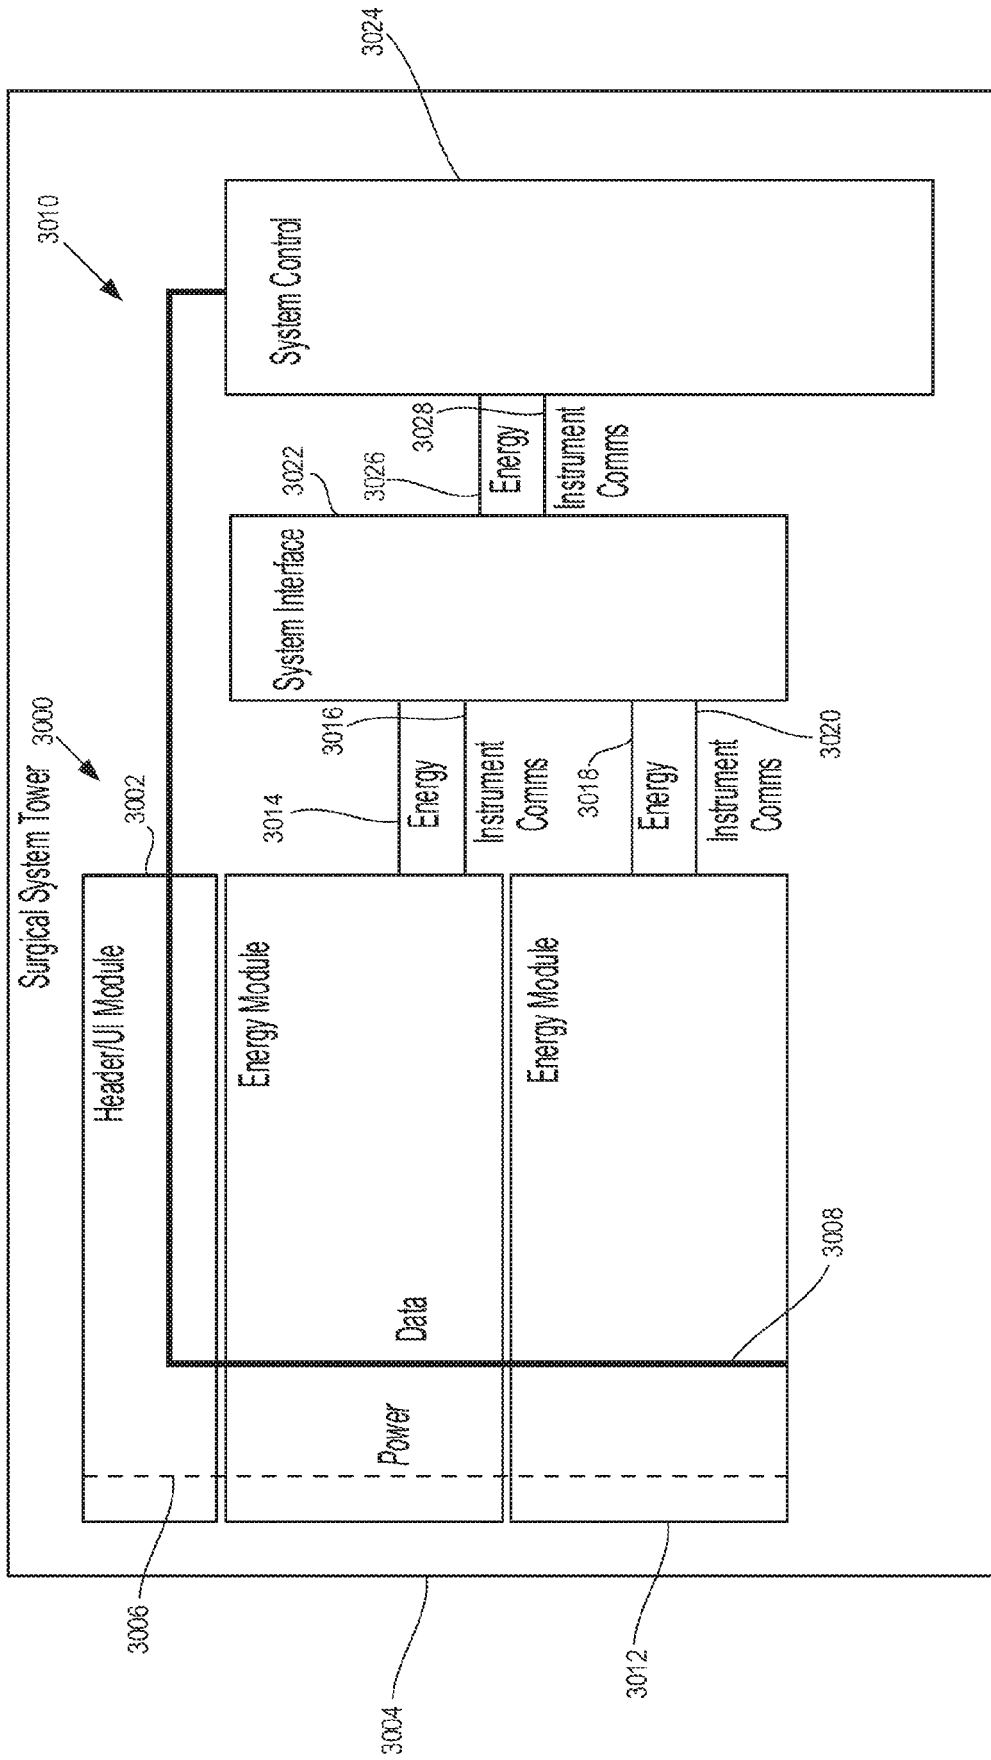 Surgical System Tower
3000
3010
3002
Header/UI Module
3024
System Control
Energy Module
3014
Energy
3016
Instrument
Comms
System Interface
3022
3026
Energy
3028
Instrument
Comms
Energy Module
3018
Energy
3020
Instrument
Comms
Power
Data
3006
3008
3004
3012